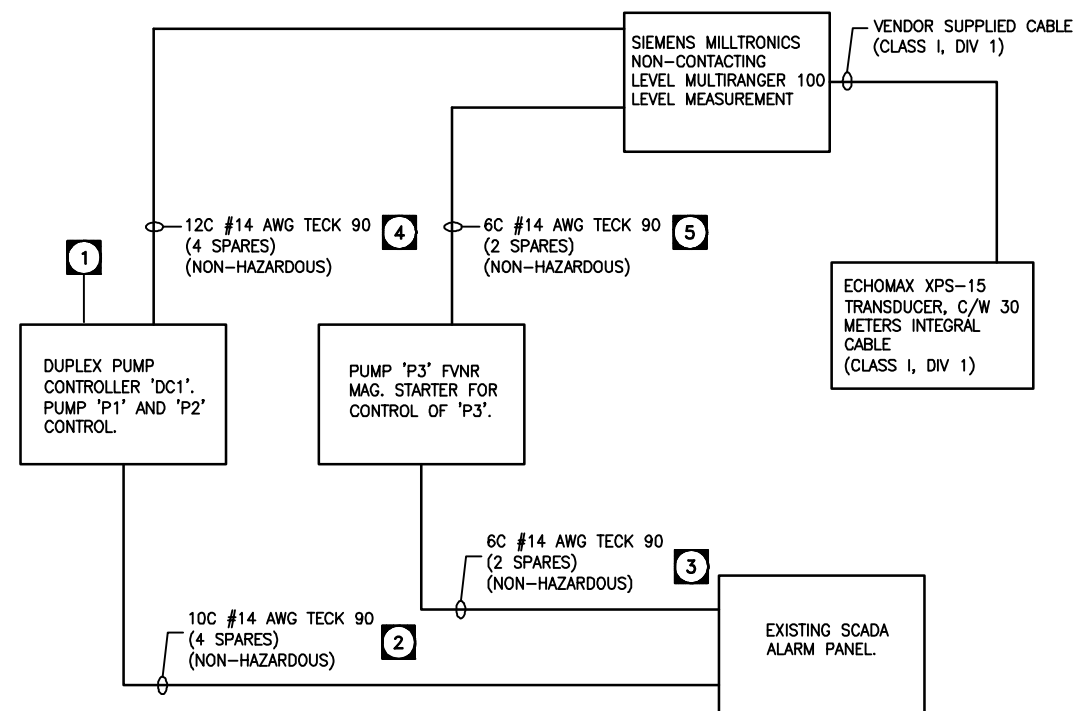 SIEMENS MILLTRONICS
NON-CONTACTING
LEVEL MULTIRANGER 100
LEVEL MEASUREMENT
VENDOR SUPPLIED CABLE
(CLASS I, DIV 1)
12C #14 AWG TECK 90
(4 SPARES)
(NON-HAZARDOUS)
4
6C #14 AWG TECK 90
(2 SPARES)
(NON-HAZARDOUS)
5
1
ECHOMAX XPS-15
TRANSDUCER, C/W 30
METERS INTEGRAL
CABLE
(CLASS I, DIV 1)
DUPLEX PUMP
CONTROLLER 'DC1'.
PUMP 'P1' AND 'P2'
CONTROL.
PUMP 'P3' FVNR
MAG. STARTER FOR
CONTROL OF 'P3'.
6C #14 AWG TECK 90
(2 SPARES)
(NON-HAZARDOUS)
3
10C #14 AWG TECK 90
(4 SPARES)
(NON-HAZARDOUS)
2
EXISTING SCADA
ALARM PANEL.